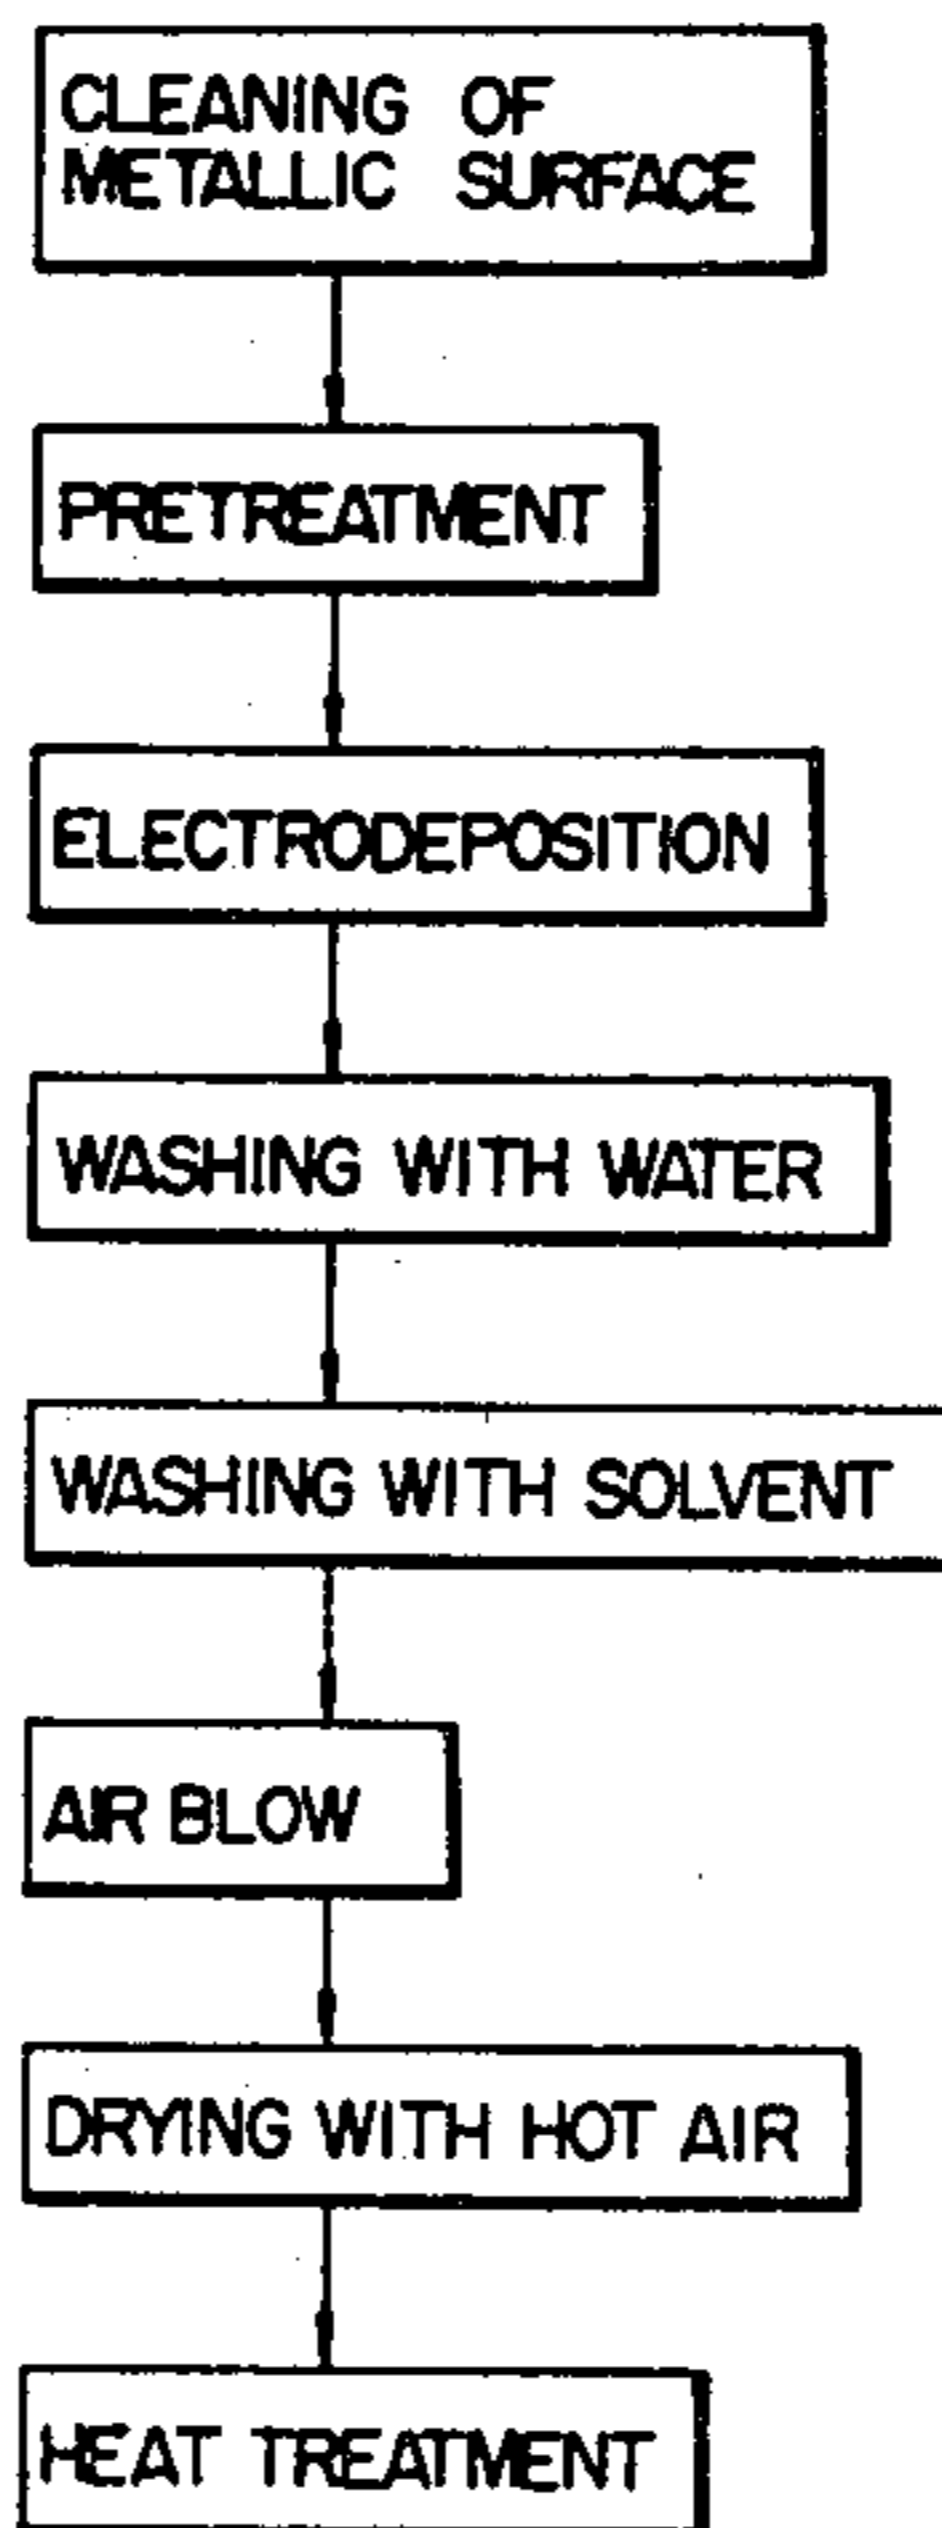 CLEANING OF
METALLIC SURFACE
PRETREATMENT
ELECTRODEPOSITION
WASHING WITH WATER
WASHING WITH SOLVENT
AIR BLOW
DRYING WITH HOT AIR
HEAT TREATMENT